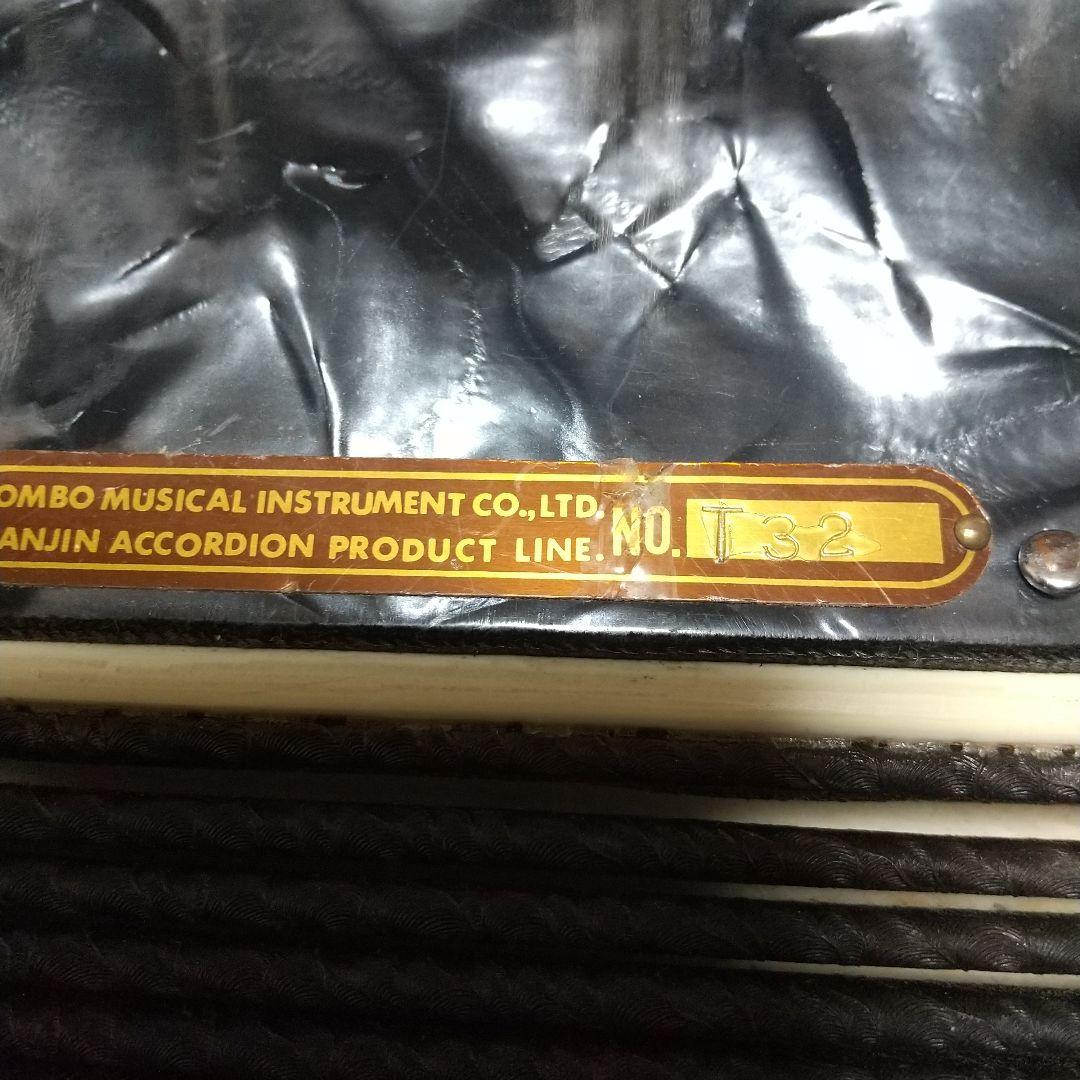 OMBO MUSICAL INSTRUMENT CO., LTD.
ANJIN ACCORDION PRODUCT LINE. NO. T32